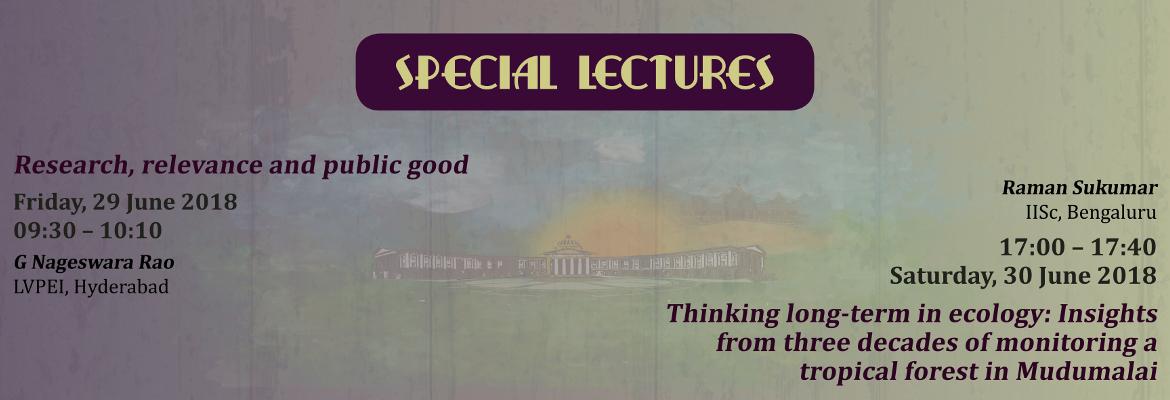 SPECIAL LECTURES
Research, relevance and public good
Friday, 29 June 2018
09:30 – 10:10
G Nageswara Rao
LVPEI, Hyderabad
Raman Sukumar
IISc, Bengaluru
17:00 – 17:40
Saturday, 30 June 2018
Thinking long-term in ecology: Insights
from three decades of monitoring a
tropical forest in Mudumalai